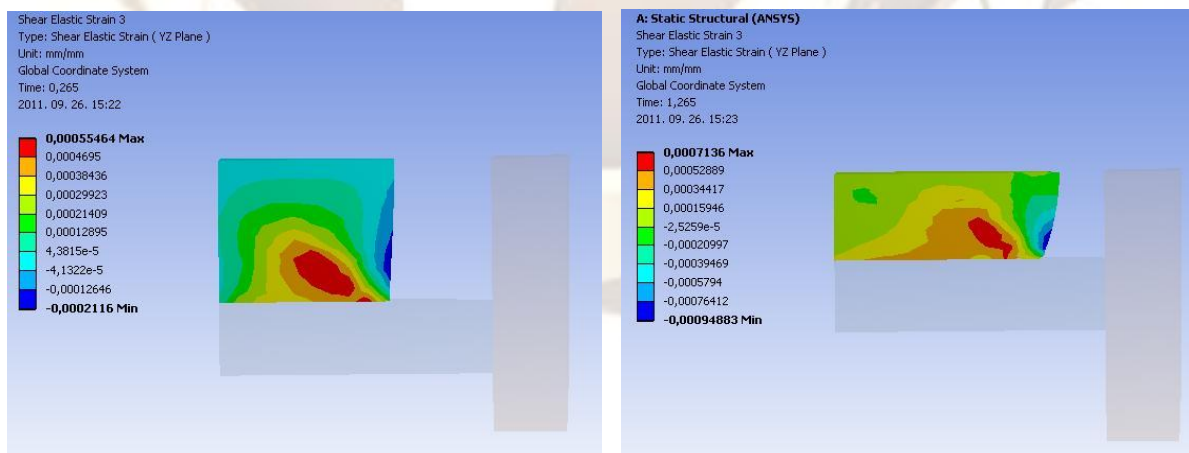 Shear Elastic Strain 3
Type: Shear Elastic Strain ( YZ Plane )
Unit: mm/mm
Global Coordinate System
Time: 0,265
2011. 09. 26. 15:22
0,00055464 Max
0,0004695
0,00038436
0,00029923
0,00021409
0,00012895
4,3815e-5
-4,1322e-5
-0,00012646
-0,0002116 Min
A: Static Structural (ANSYS)
Shear Elastic Strain 3
Type: Shear Elastic Strain ( YZ Plane )
Unit: mm/mm
Global Coordinate System
Time: 1,265
2011. 09. 26. 15:23
0,0007136 Max
0,00052889
0,00034417
0,00015946
-2,5259e-5
-0,00020997
-0,00039469
-0,0005794
-0,00076412
-0,00094883 Min